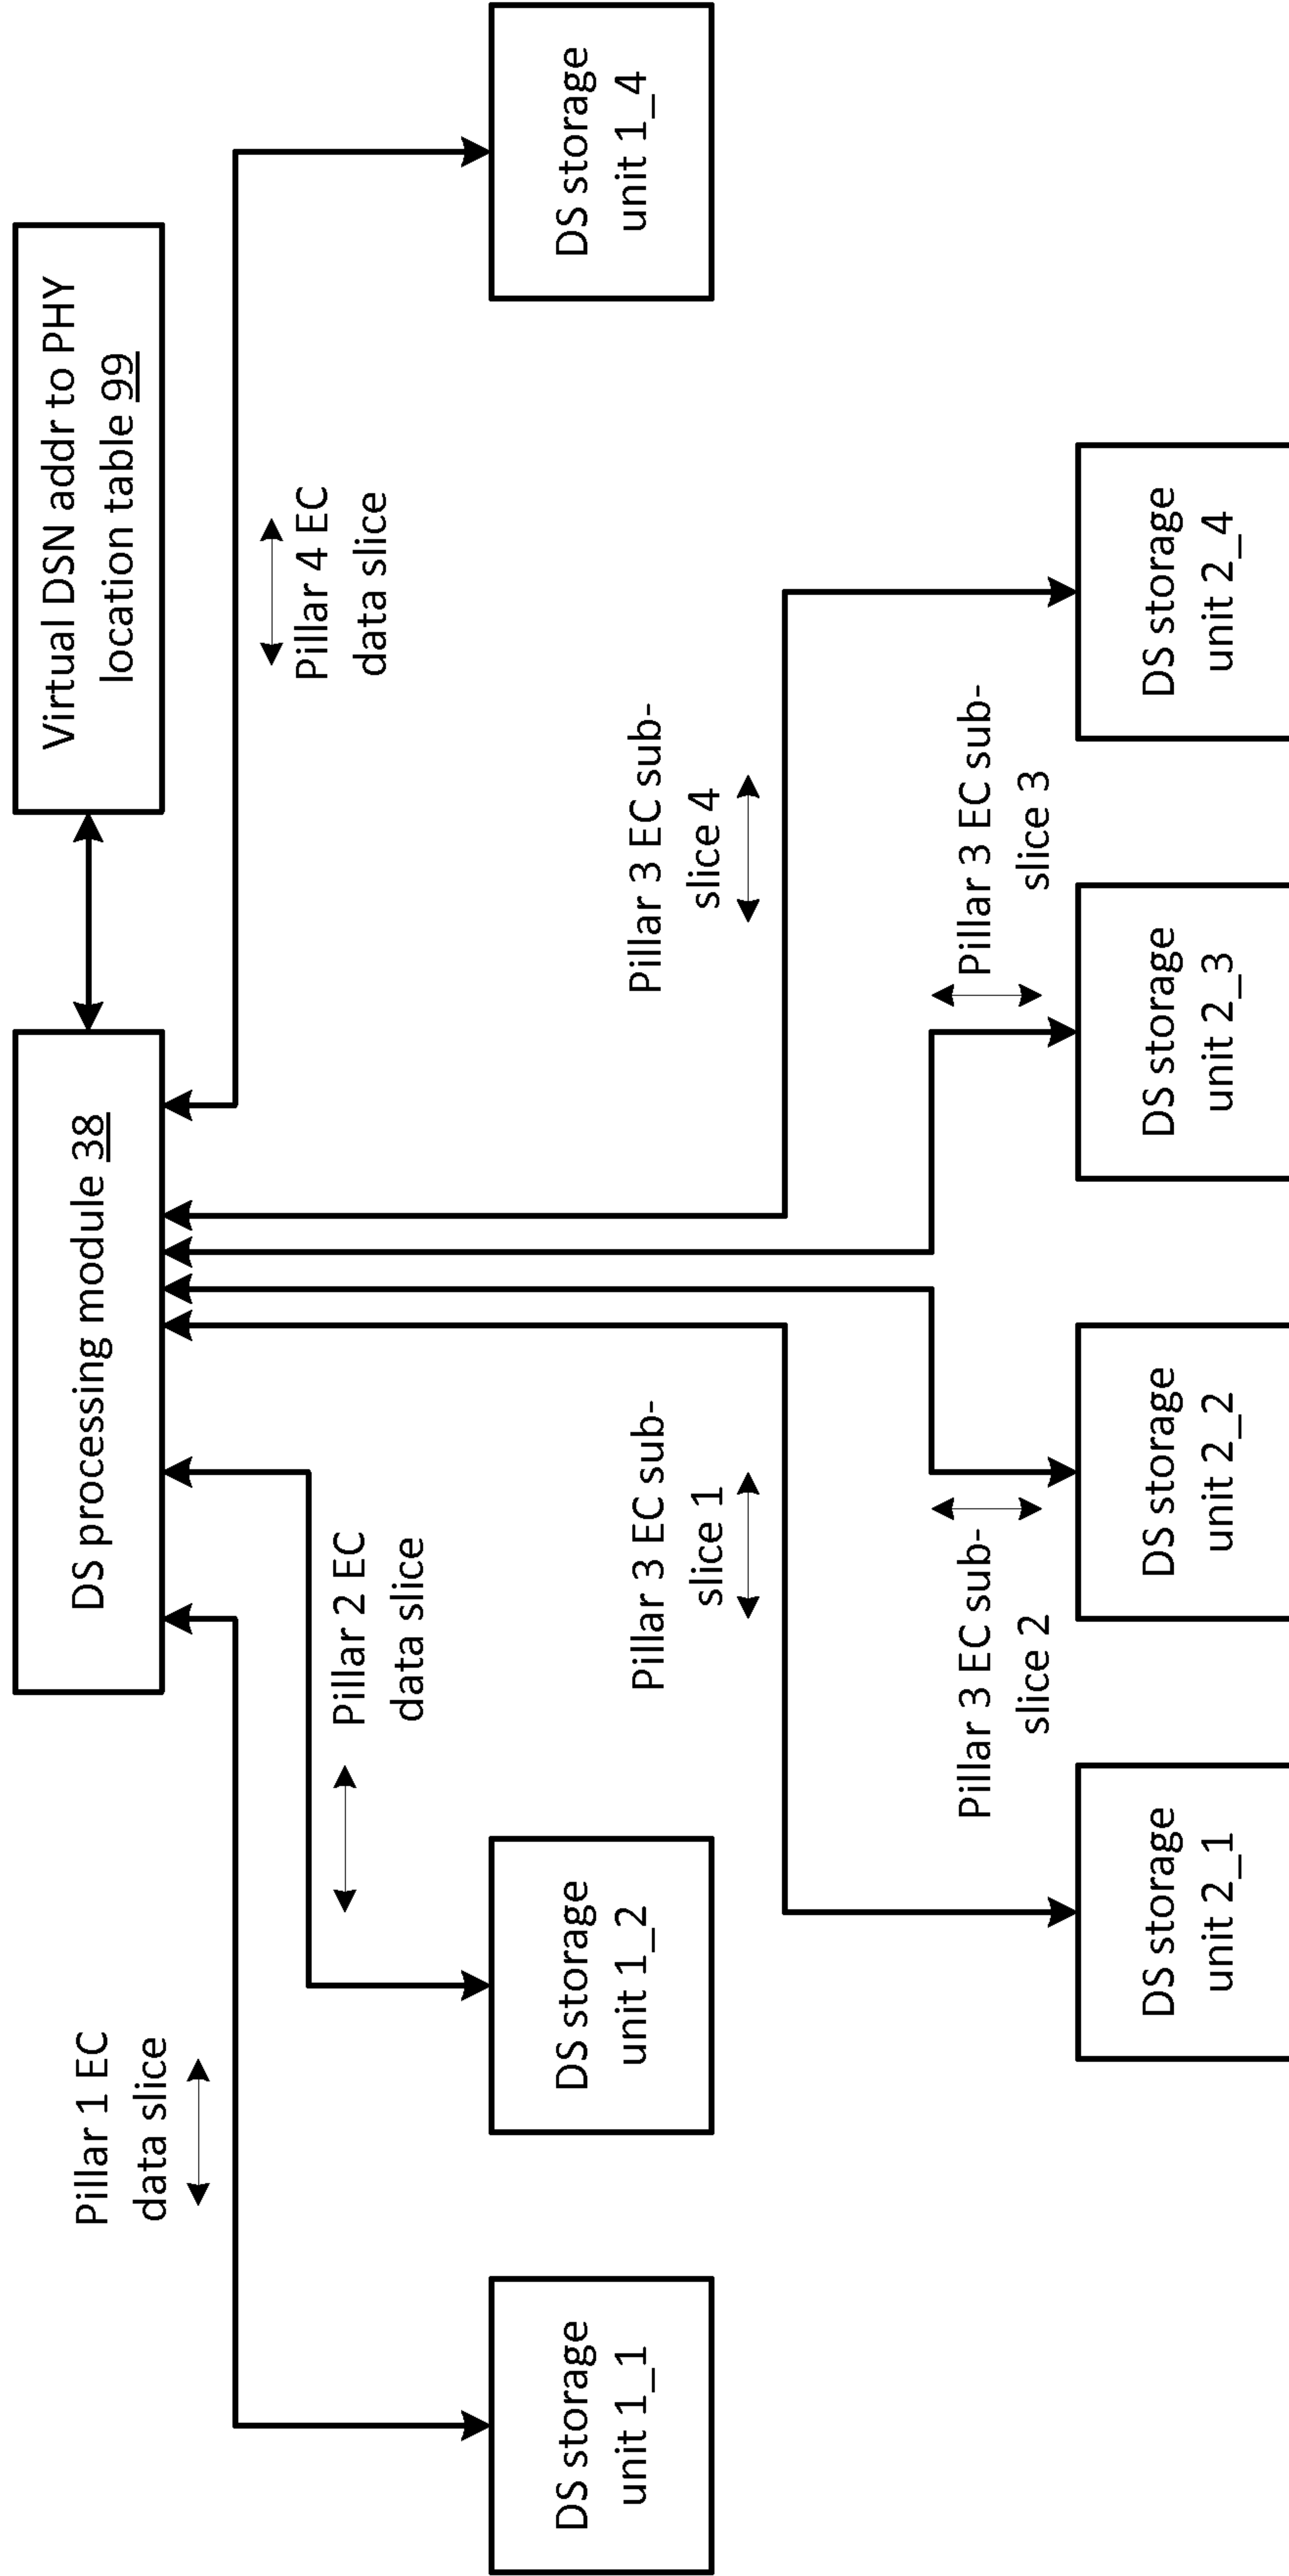 DS processing module 38
Virtual DSN addr to PHY
location table 99
Pillar 1 EC
data slice
Pillar 2 EC
data slice
Pillar 4 EC
data slice
DS storage
unit 1_1
DS storage
unit 1_2
DS storage
unit 1_4
Pillar 3 EC sub-
slice 1
Pillar 3 EC sub-
slice 4
Pillar 3 EC sub-
slice 2
Pillar 3 EC sub-
slice 3
DS storage
unit 2_1
DS storage
unit 2_2
DS storage
unit 2_3
DS storage
unit 2_4